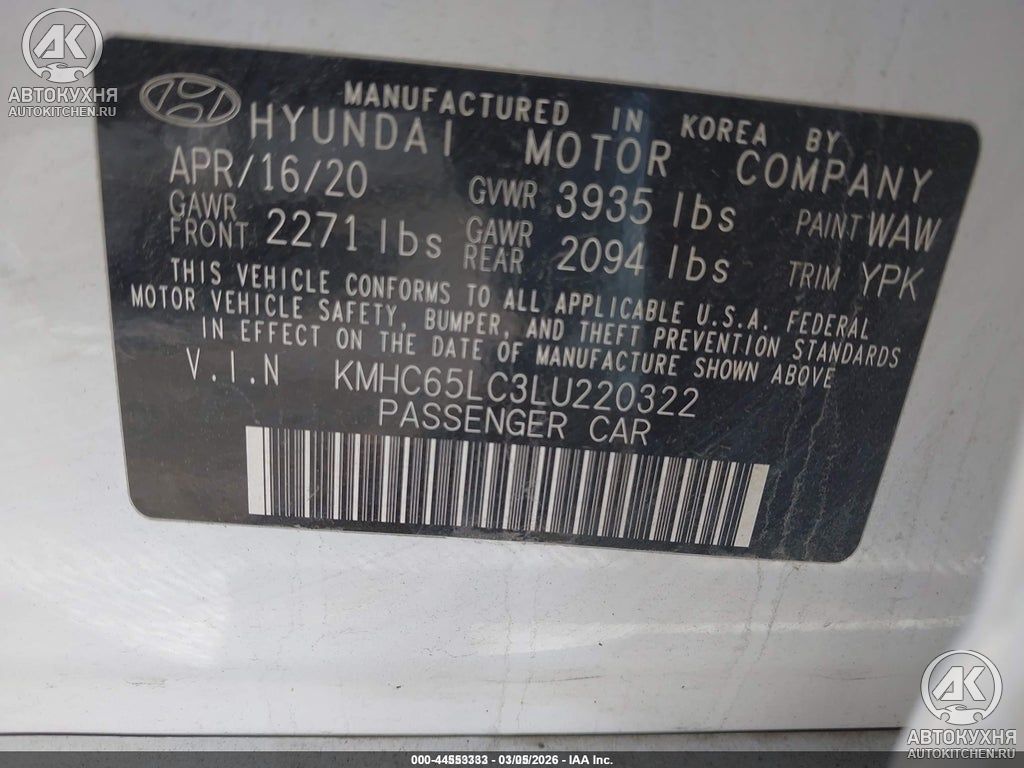 AK
АВТОКУХНЯ
AUTOKITCHEN.RU
MANUFACTURED IN KOREA BY
HYUNDAI MOTOR COMPANY
APR/16/20 GVWR 3935 lbs PAINT WAW
GAWR FRONT 2271 lbs GAWR REAR 2094 lbs TRIM YPK
THIS VEHICLE CONFORMS TO ALL APPLICABLE U.S.A. FEDERAL
MOTOR VEHICLE SAFETY, BUMPER, AND THEFT PREVENTION STANDARDS
IN EFFECT ON THE DATE OF MANUFACTURE SHOWN ABOVE
V.I.N KMHC65LC3LU220322
PASSENGER CAR
AK
АВТОКУХНЯ
AUTOKITCHEN.RU
000-44553333 - 03/05/2026 - IAA Inc.